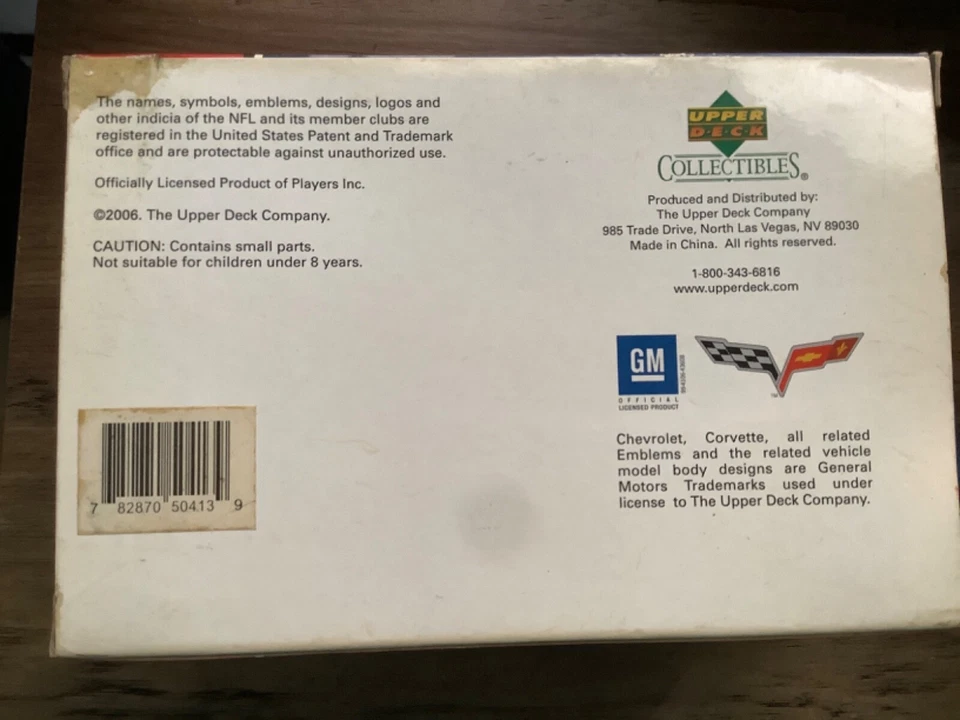 The names, symbols, emblems, designs, logos and
other indicia of the NFL and its member clubs are
registered in the United States Patent and Trademark
office and are protectable against unauthorized use.
Officially Licensed Product of Players Inc.
©2006. The Upper Deck Company.
CAUTION: Contains small parts.
Not suitable for children under 8 years.
7 82870 50413 9
UPPER
D·E·C·K
COLLECTIBLES®
Produced and Distributed by:
The Upper Deck Company
985 Trade Drive, North Las Vegas, NV 89030
Made in China. All rights reserved.
1-800-343-6816
www.upperdeck.com
GM
OFFICIAL
LICENSED PRODUCT
TM
Chevrolet, Corvette, all related
Emblems and the related vehicle
model body designs are General
Motors Trademarks used under
license to The Upper Deck Company.